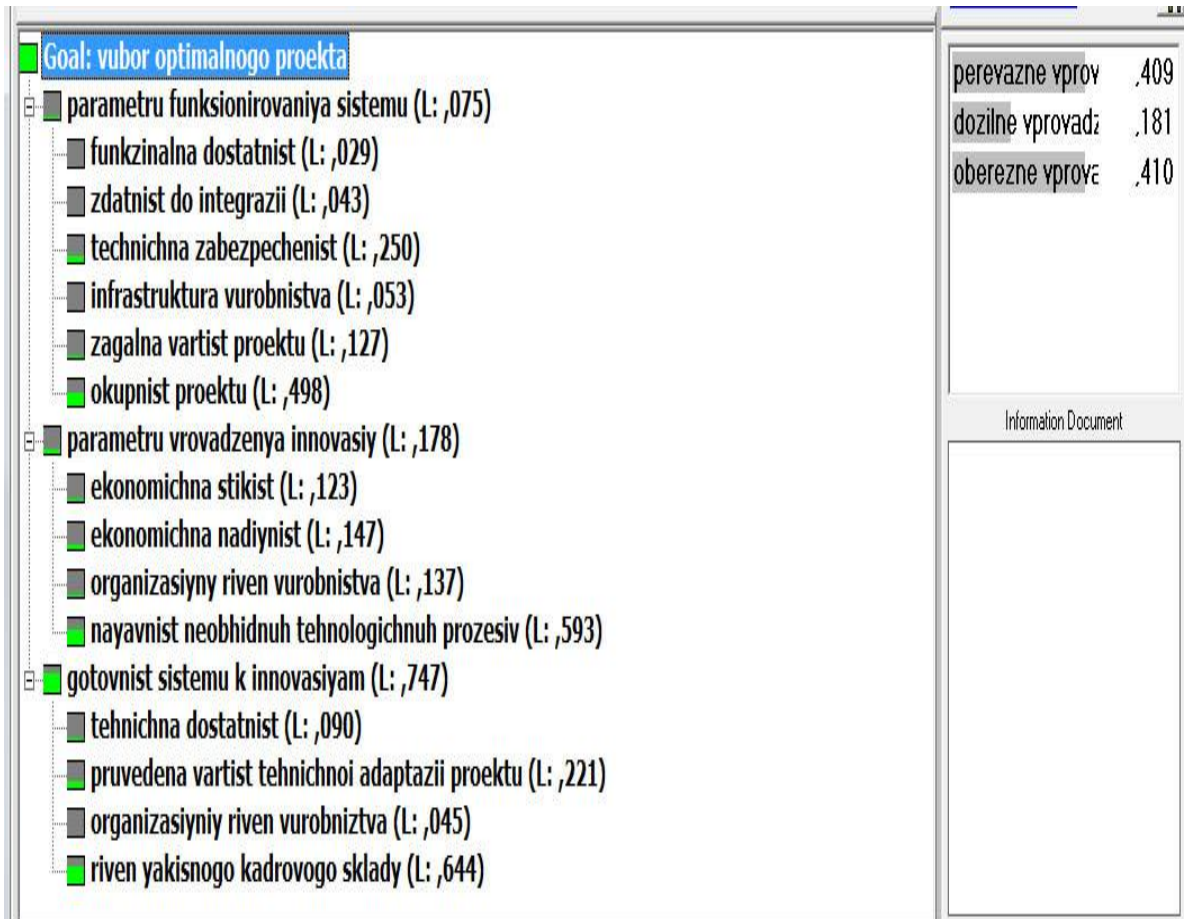 Goal: vubor optimalnogo proekta
parametru funksionirovaniya sistemu (L: ,075)
funkzinalna dostatnist (L: ,029)
zdatnist do integrazii (L: ,043)
technichna zabezpechenist (L: ,250)
infrastruktura vurobnistva (L: ,053)
zagalna vartist proektu (L: ,127)
okupnist proektu (L: ,498)
parametru vrovadzenya innovasiy (L: ,178)
ekonomichna stikist (L: ,123)
ekonomichna nadiynist (L: ,147)
organizasiyny riven vurobnistva (L: ,137)
nayavnist neobhidnuh tehnologichnuh prozesiv (L: ,593)
gotovnist sistemu k innovasiyam (L: ,747)
tehnichna dostatnist (L: ,090)
pruvedena vartist tehnichnoi adaptazii proektu (L: ,221)
organizasiyniy riven vurobniztva (L: ,045)
riven yakisnogo kadrovogo sklady (L: ,644)
perevazne vprov ,409
dozilne vprovadz ,181
oberezne vprova ,410
Information Document